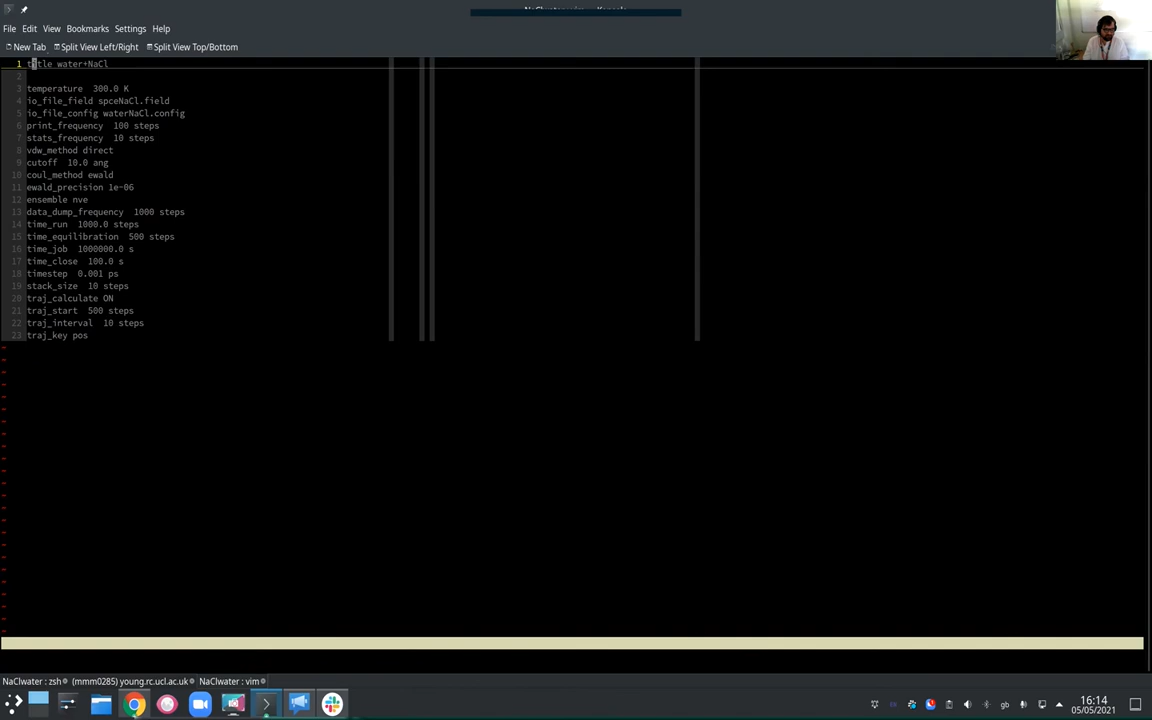 File Edit View Bookmarks Settings Help
New Tab Split View Left/Right Split View Top/Bottom
1 title water+NaCl
2
3 temperature 300.0 K
4 io_file_field spceNaCl.field
5 io_file_config waterNaCl.config
6 print_frequency 100 steps
7 stats_frequency 10 steps
8 vdw_method direct
9 cutoff 10.0 ang
10 coul_method ewald
11 ewald_precision 1e-06
12 ensemble nve
13 data_dump_frequency 1000 steps
14 time_run 1000.0 steps
15 time_equilibration 500 steps
16 time_job 1000000.0 s
17 time_close 100.0 s
18 timestep 0.001 ps
19 stack_size 10 steps
20 traj_calculate ON
21 traj_start 500 steps
22 traj_interval 10 steps
23 traj_key pos
NaClwater : zsh (mmm0285) young.rc.ucl.ac.uk NaClwater : vim
gb 16:14
05/05/2021